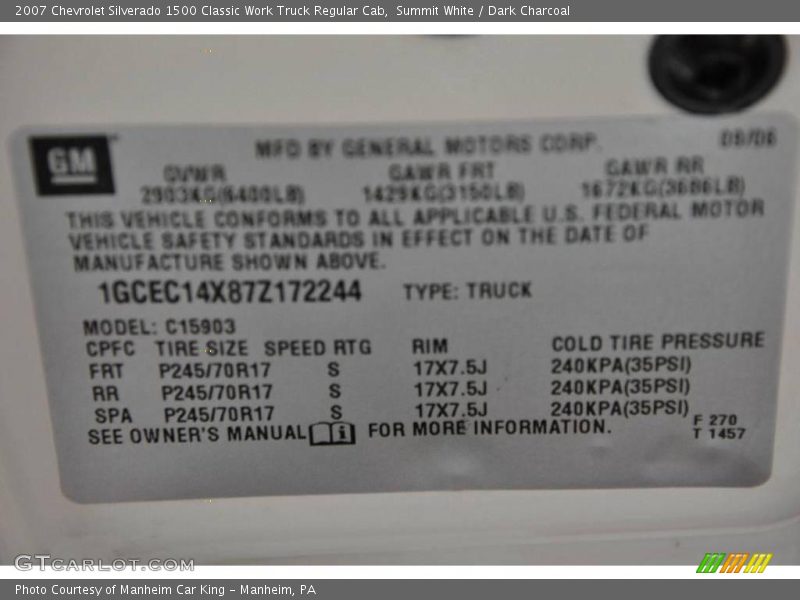 2007 Chevrolet Silverado 1500 Classic Work Truck Regular Cab, Summit White / Dark Charcoal
GM MFD BY GENERAL MOTORS CORP. 09/06
GVWR GAWR FRT GAWR RR
2903KG(6400LB) 1429KG(3150LB) 1672KG(3686LB)
THIS VEHICLE CONFORMS TO ALL APPLICABLE U.S. FEDERAL MOTOR
VEHICLE SAFETY STANDARDS IN EFFECT ON THE DATE OF
MANUFACTURE SHOWN ABOVE.
1GCEC14X87Z172244 TYPE: TRUCK
MODEL: C15903
CPFC TIRE SIZE SPEED RTG RIM COLD TIRE PRESSURE
FRT P245/70R17 S 17X7.5J 240KPA(35PSI)
RR P245/70R17 S 17X7.5J 240KPA(35PSI)
SPA P245/70R17 S 17X7.5J 240KPA(35PSI)
SEE OWNER'S MANUAL i FOR MORE INFORMATION. F 270
T 1457
GTCARLOT.COM
Photo Courtesy of Manheim Car King - Manheim, PA